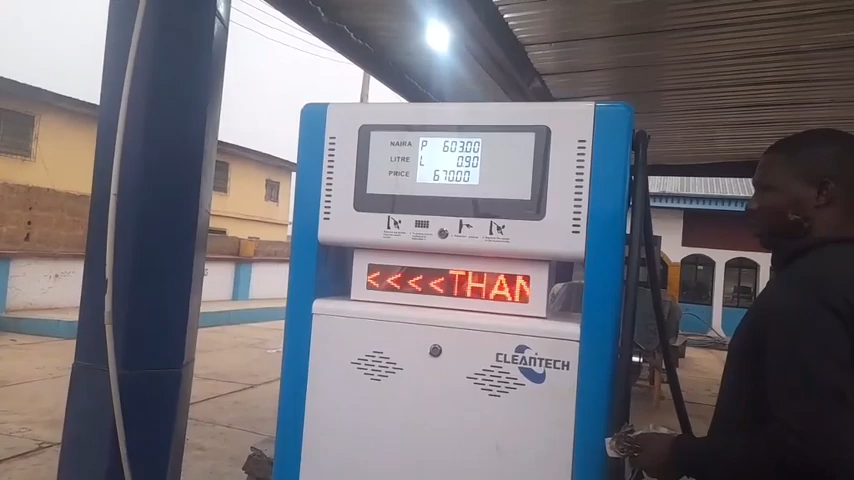 NAIRA P 603.00
LITRE L 0.90
PRICE 670.00
<<<<THAN
CLEANTECH